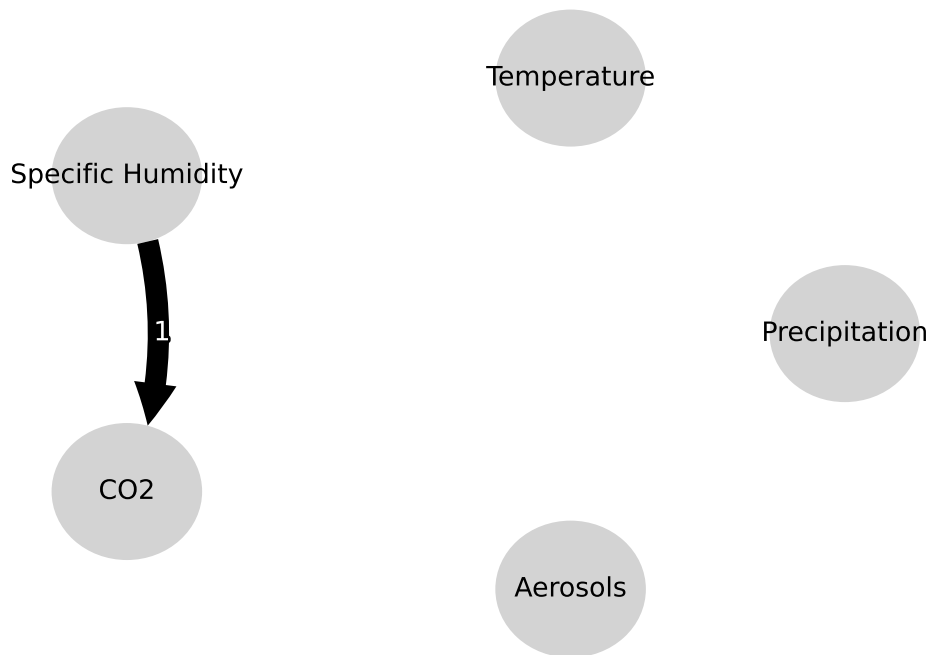 Temperature
Specific Humidity
1
Precipitation
CO2
Aerosols